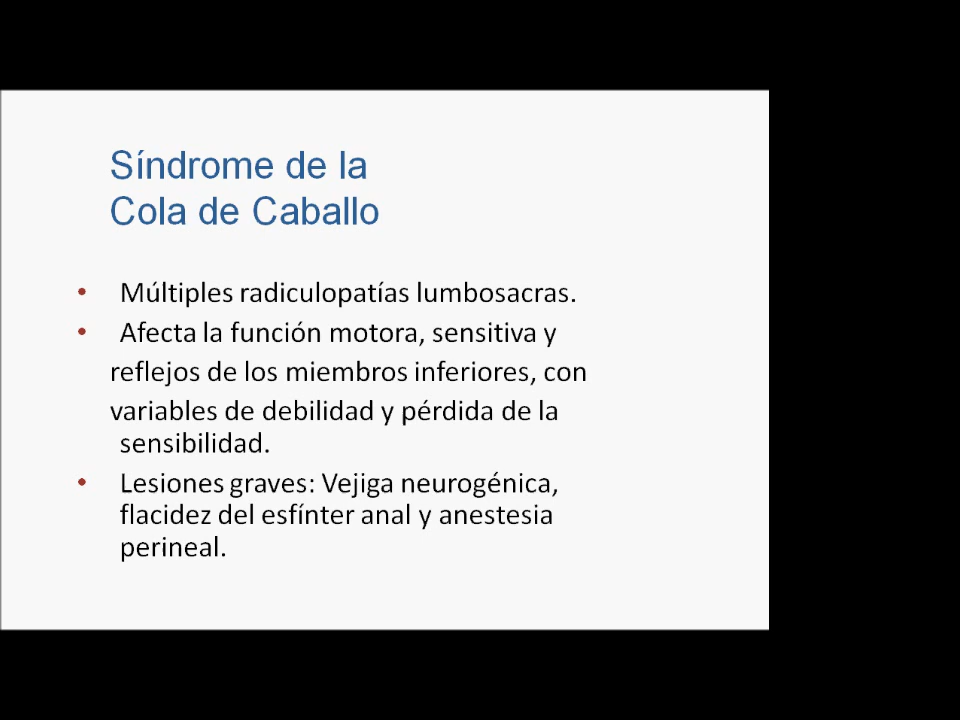 Síndrome de la
Cola de Caballo
• Múltiples radiculopatías lumbosacras.
• Afecta la función motora, sensitiva y
reflejos de los miembros inferiores, con
variables de debilidad y pérdida de la
sensibilidad.
• Lesiones graves: Vejiga neurogénica,
flacidez del esfínter anal y anestesia
perineal.